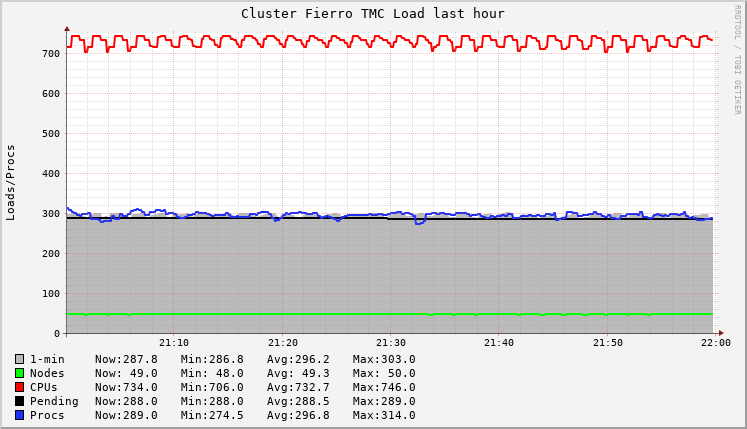 Cluster Fierro TMC Load last hour
RRDTOOL / TOBI OETIKER
Loads/Procs
700
600
500
400
300
200
100
0
21:10 21:20 21:30 21:40 21:50 22:00
1-min Now:287.8 Min:286.8 Avg:296.2 Max:303.0
Nodes Now: 49.0 Min: 48.0 Avg: 49.3 Max: 50.0
CPUs Now:734.0 Min:706.0 Avg:732.7 Max:746.0
Pending Now:288.0 Min:288.0 Avg:288.5 Max:289.0
Procs Now:289.0 Min:274.5 Avg:296.8 Max:314.0